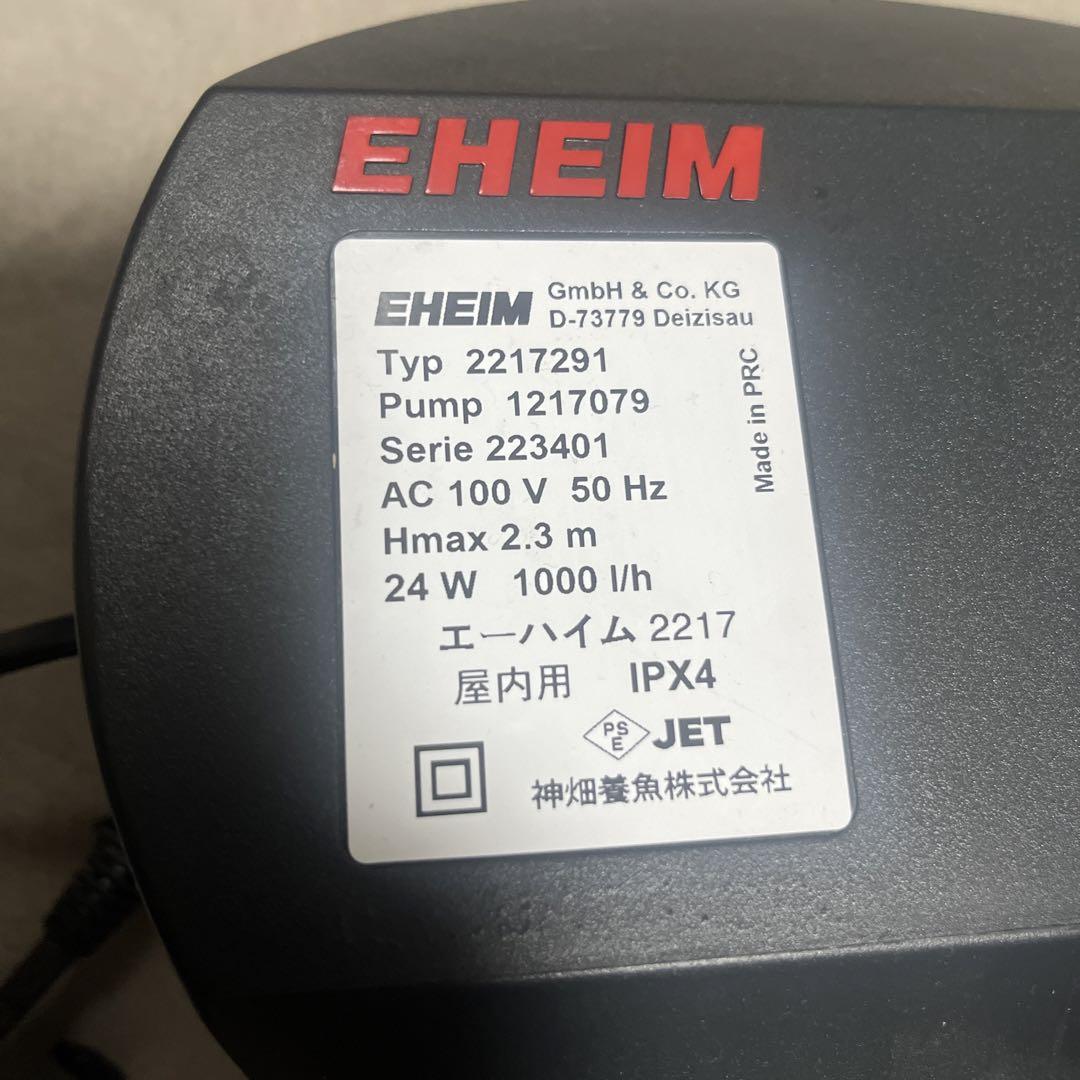 EHEIM
EHEIM GmbH & Co. KG
D-73779 Deizisau
Typ 2217291
Pump 1217079
Serie 223401
AC 100 V 50 Hz
Hmax 2.3 m
24 W 1000 l/h
Made in PRC
エーハイム 2217
屋内用 IPX4
PS
E JET
神畑養魚株式会社